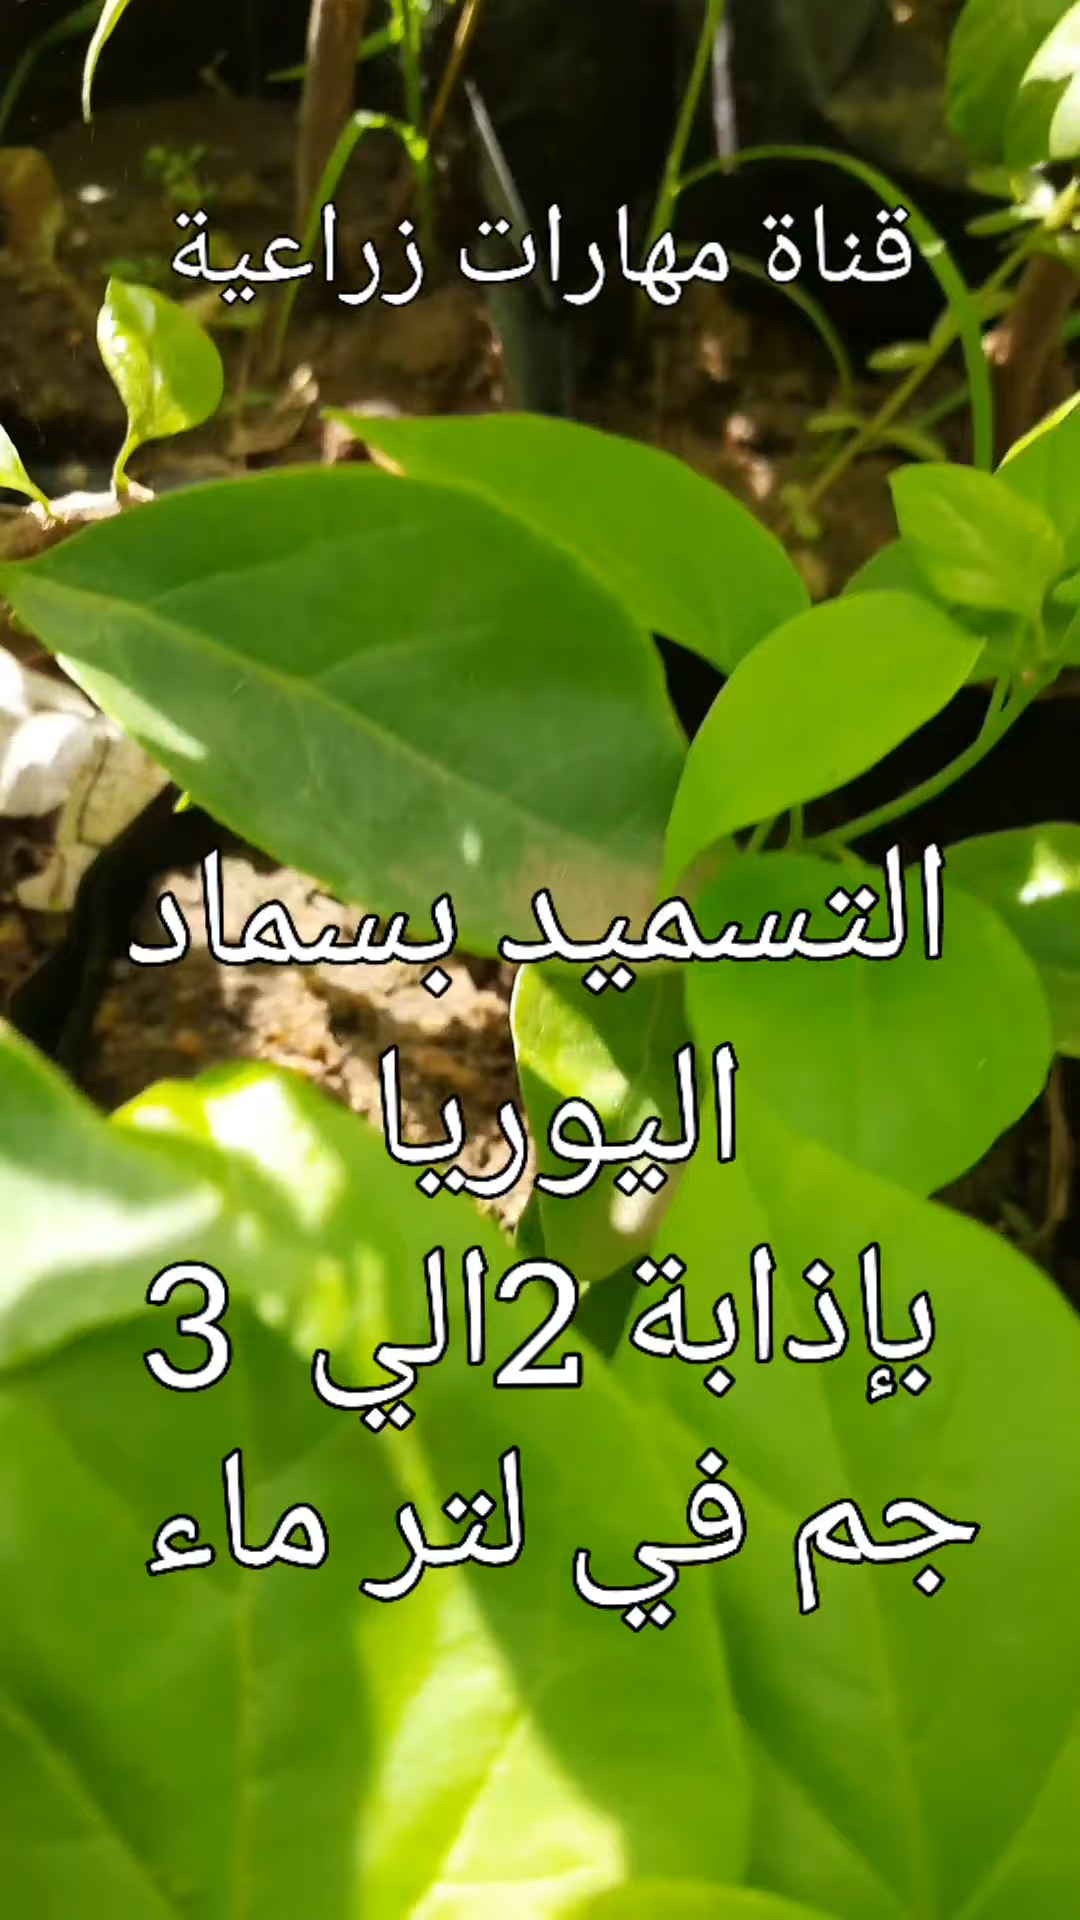 قناة مهارات زراعية
التسميد بسماد
اليوريا
بإذابة 2الي 3
جم في لتر ماء